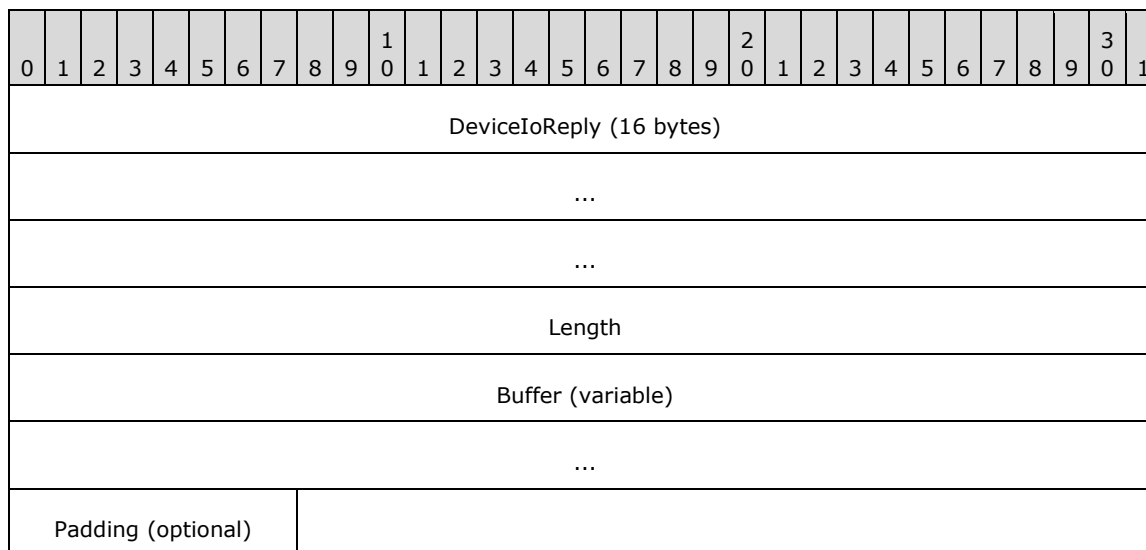 1 2 3
0 1 2 3 4 5 6 7 8 9 0 1 2 3 4 5 6 7 8 9 0 1 2 3 4 5 6 7 8 9 0 1
DeviceIoReply (16 bytes)
...
...
Length
Buffer (variable)
...
Padding (optional)